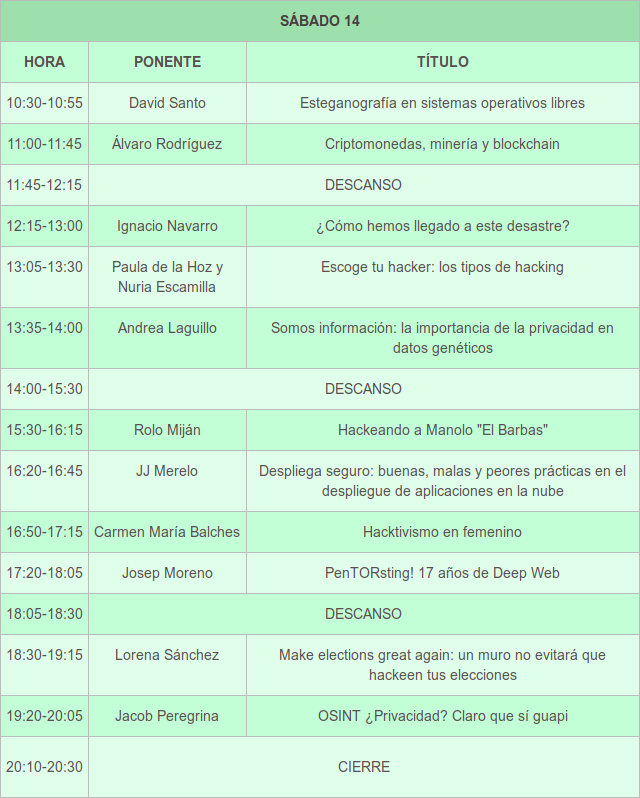 SÁBADO 14
HORA PONENTE TÍTULO
10:30-10:55 David Santo Esteganografía en sistemas operativos libres
11:00-11:45 Álvaro Rodríguez Criptomonedas, minería y blockchain
11:45-12:15 DESCANSO
12:15-13:00 Ignacio Navarro ¿Cómo hemos llegado a este desastre?
13:05-13:30 Paula de la Hoz y Escoge tu hacker: los tipos de hacking
Nuria Escamilla
13:35-14:00 Andrea Laguillo Somos información: la importancia de la privacidad en
datos genéticos
14:00-15:30 DESCANSO
15:30-16:15 Rolo Miján Hackeando a Manolo "El Barbas"
16:20-16:45 JJ Merelo Despliega seguro: buenas, malas y peores prácticas en el
despliegue de aplicaciones en la nube
16:50-17:15 Carmen María Balches Hacktivismo en femenino
17:20-18:05 Josep Moreno PenTORsting! 17 años de Deep Web
18:05-18:30 DESCANSO
18:30-19:15 Lorena Sánchez Make elections great again: un muro no evitará que
hackeen tus elecciones
19:20-20:05 Jacob Peregrina OSINT ¿Privacidad? Claro que sí guapi
20:10-20:30 CIERRE